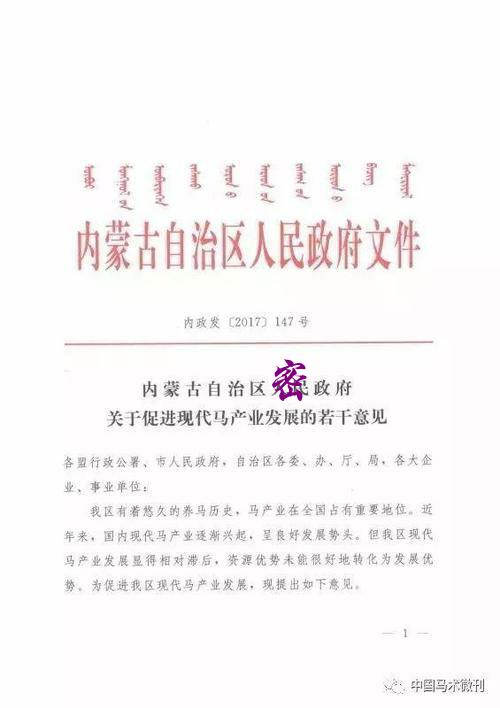 内蒙古自治区人民政府文件
内政发〔2017〕147号
内蒙古自治区密民政府
关于促进现代马产业发展的若干意见
各盟行政公署、市人民政府，自治区各委、办、厅、局，各大企
业、事业单位：
我区有着悠久的养马历史，马产业在全国占有重要地位。近
年来，国内现代马产业逐渐兴起，呈良好发展势头。但我区现代
马产业发展显得相对滞后，资源优势未能很好地转化为发展优
势。为促进我区现代马产业发展，现提出如下意见。
— 1 —
中国马术微刊